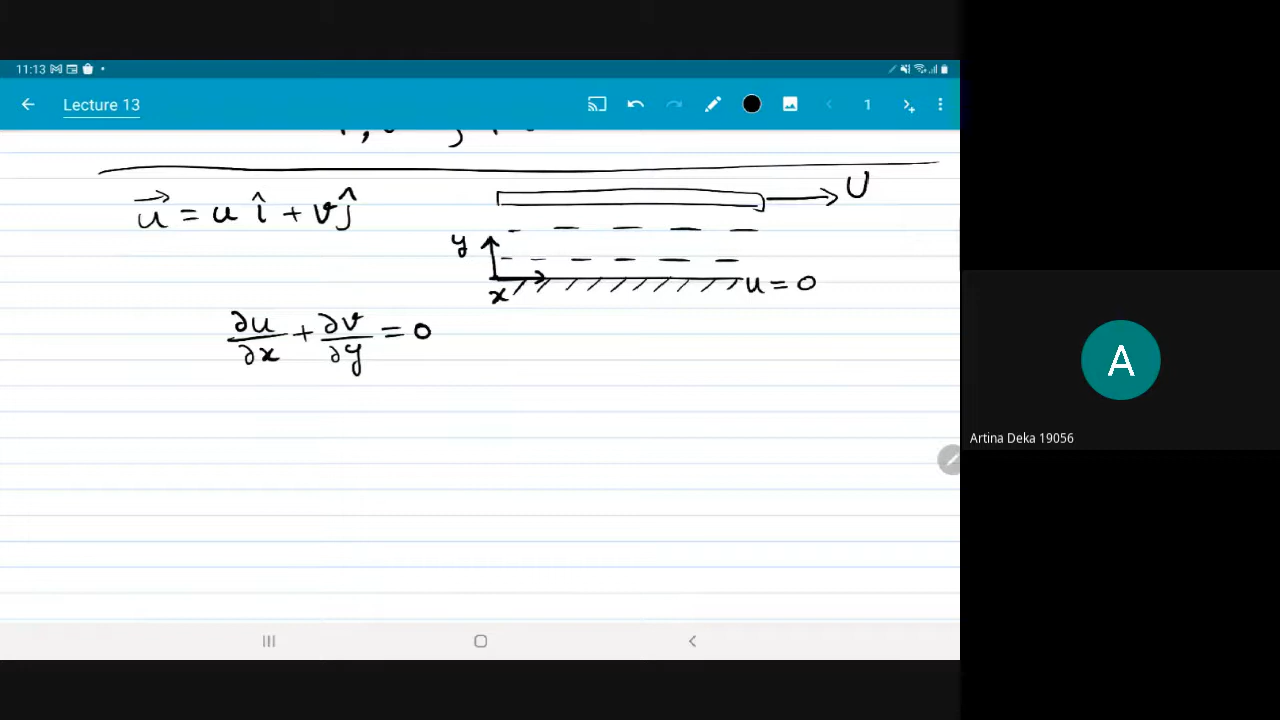 11:13
Lecture 13
1
u⃗ = u î + v ĵ
U
y
x
u = 0
∂u/∂x + ∂v/∂y = 0
A
Artina Deka 19056